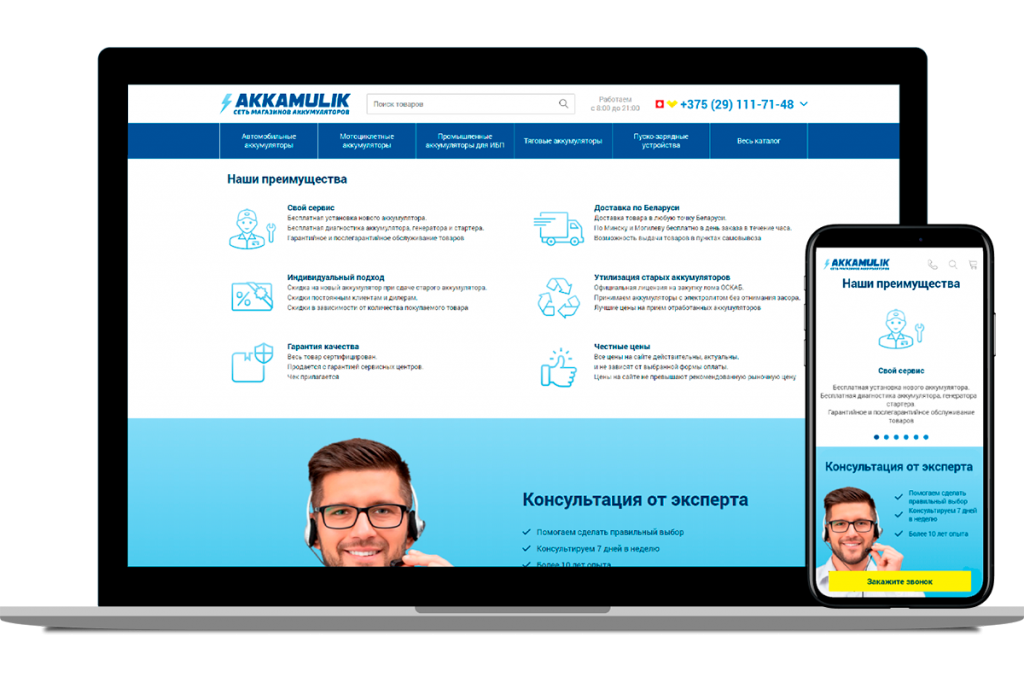 AKKAMULIK
СЕТЬ МАГАЗИНОВ АККУМУЛЯТОРОВ
Поиск товаров
Работаем
с 8:00 до 21:00
+375 (29) 111-71-48
Автомобильные
аккумуляторы
Мотоциклетные
аккумуляторы
Промышленные
аккумуляторы для ИБП
Тяговые аккумуляторы
Пуско-зарядные
устройства
Весь каталог
Наши преимущества
Свой сервис
Бесплатная установка нового аккумулятора.
Бесплатная диагностика аккумулятора, генератора и стартера.
Гарантийное и послегарантийное обслуживание товаров
Доставка по Беларуси
Доставка товара в любую точку Беларуси.
По Минску и Могилеву бесплатно в день заказа в течение часа.
Возможность выдачи товаров в пунктах самовывоза
Индивидуальный подход
Скидка на новый аккумулятор при сдаче старого аккумулятора.
Скидки постоянным клиентам и дилерам.
Скидки в зависимости от количества покупаемого товара
Утилизация старых аккумуляторов
Официальная лицензия на закупку лома ОСКАБ.
Принимаем аккумуляторы с электролитом без отнимания засора.
Лучшие цены на прием отработанных аккумуляторов
Гарантия качества
Весь товар сертифицирован.
Продается с гарантией сервисных центров.
Чек прилагается
Честные цены
Все цены на сайте действительны, актуальны,
и не зависят от выбранной формы оплаты.
Цены на сайте не превышают рекомендованную рыночную цену
Консультация от эксперта
Помогаем сделать правильный выбор
Консультируем 7 дней в неделю
Более 10 лет опыта
AKKAMULIK
СЕТЬ МАГАЗИНОВ АККУМУЛЯТОРОВ
Наши преимущества
Свой сервис
Бесплатная установка нового аккумулятора.
Бесплатная диагностика аккумулятора, генератора
стартера.
Гарантийное и послегарантийное обслуживание
товаров
Консультация от эксперта
Помогаем сделать
правильный выбор
Консультируем 7 дней
в неделю
Более 10 лет опыта
Закажите звонок